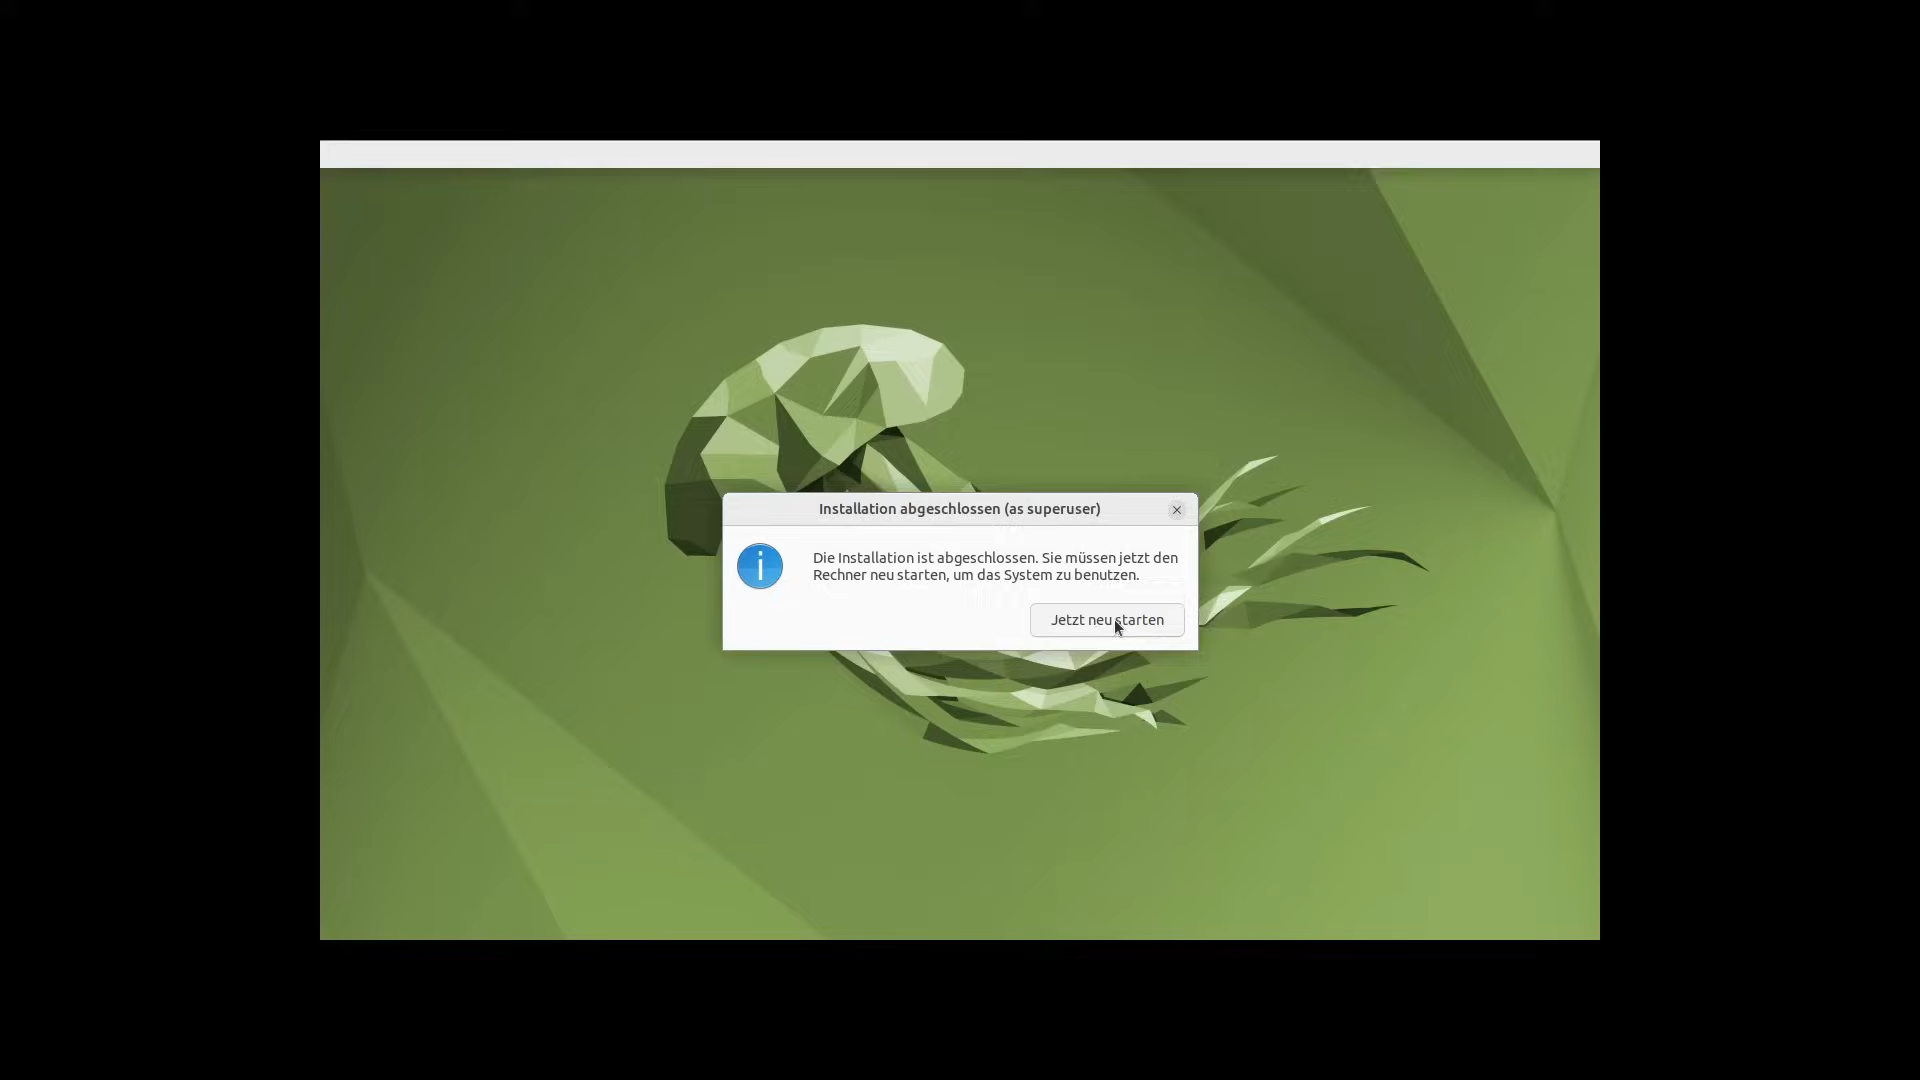 Installation abgeschlossen (as superuser)
Die Installation ist abgeschlossen. Sie müssen jetzt den
Rechner neu starten, um das System zu benutzen.
Jetzt neu starten